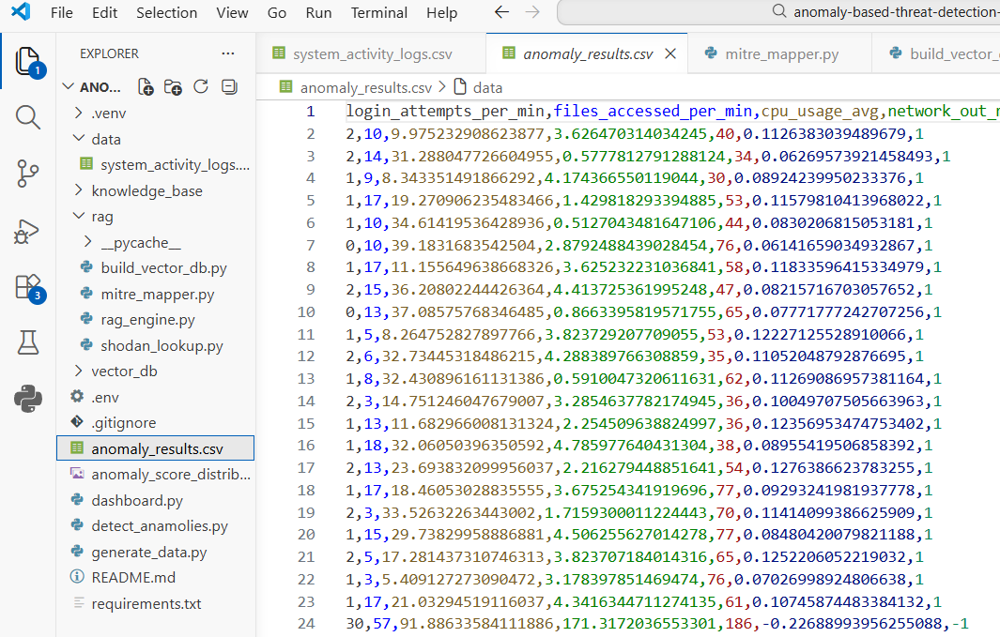 File Edit Selection View Go Run Terminal Help
anomaly-based-threat-detection-
EXPLORER
ANO...
.venv
data
system_activity_logs....
knowledge_base
rag
__pycache__
build_vector_db.py
mitre_mapper.py
rag_engine.py
shodan_lookup.py
vector_db
.env
.gitignore
anomaly_results.csv
anomaly_score_distrib...
dashboard.py
detect_anamolies.py
generate_data.py
README.md
requirements.txt
1
3
system_activity_logs.csv anomaly_results.csv mitre_mapper.py build_vector_
anomaly_results.csv > data
1 login_attempts_per_min,files_accessed_per_min,cpu_usage_avg,network_out_
2 2,10,9.975232908623877,3.626470314034245,40,0.1126383039489679,1
3 2,14,31.288047726604955,0.5777812791288124,34,0.06269573921458493,1
4 1,9,8.343351491866292,4.174366550119044,30,0.08924239950233376,1
5 1,17,19.270906235483466,1.429818293394885,53,0.11579810413968022,1
6 1,10,34.61419536428936,0.5127043481647106,44,0.0830206815053181,1
7 0,10,39.1831683542504,2.8792488439028454,76,0.06141659034932867,1
8 1,17,11.155649638668326,3.625232231036841,58,0.11833596415334979,1
9 2,15,36.20802244426364,4.413725361995248,47,0.08215716703057652,1
10 0,13,37.08575768346485,0.8663395819571755,65,0.07771777242707256,1
11 1,5,8.264752827897766,3.823729207709055,53,0.12227125528910066,1
12 2,6,32.73445318486215,4.288389766308859,35,0.11052048792876695,1
13 1,8,32.430896161131386,0.5910047320611631,62,0.11269086957381164,1
14 2,3,14.751246047679007,3.2854637782174945,36,0.10049707505663963,1
15 1,13,11.682966008131324,2.254509638824997,36,0.12356953474753402,1
16 1,18,32.06050396350592,4.785977640431304,38,0.08955419506858392,1
17 2,13,23.693832099956037,2.216279448851641,54,0.1276386623783255,1
18 1,17,18.46053028835555,3.675254341919696,77,0.09293241981937778,1
19 2,3,33.52632263443002,1.7159300011224443,70,0.11414099386625909,1
20 1,15,29.73829958886881,4.506255627014278,77,0.08480420079821188,1
21 2,5,17.281437310746313,3.823707184014316,65,0.1252206052219032,1
22 1,3,5.409127273090472,3.178397851469474,76,0.07026998924806638,1
23 1,17,21.03294519116037,4.3416344711274135,61,0.10745874483384132,1
24 30,57,91.88633584111886,171.3172036553301,186,-0.22688993956255088,-1